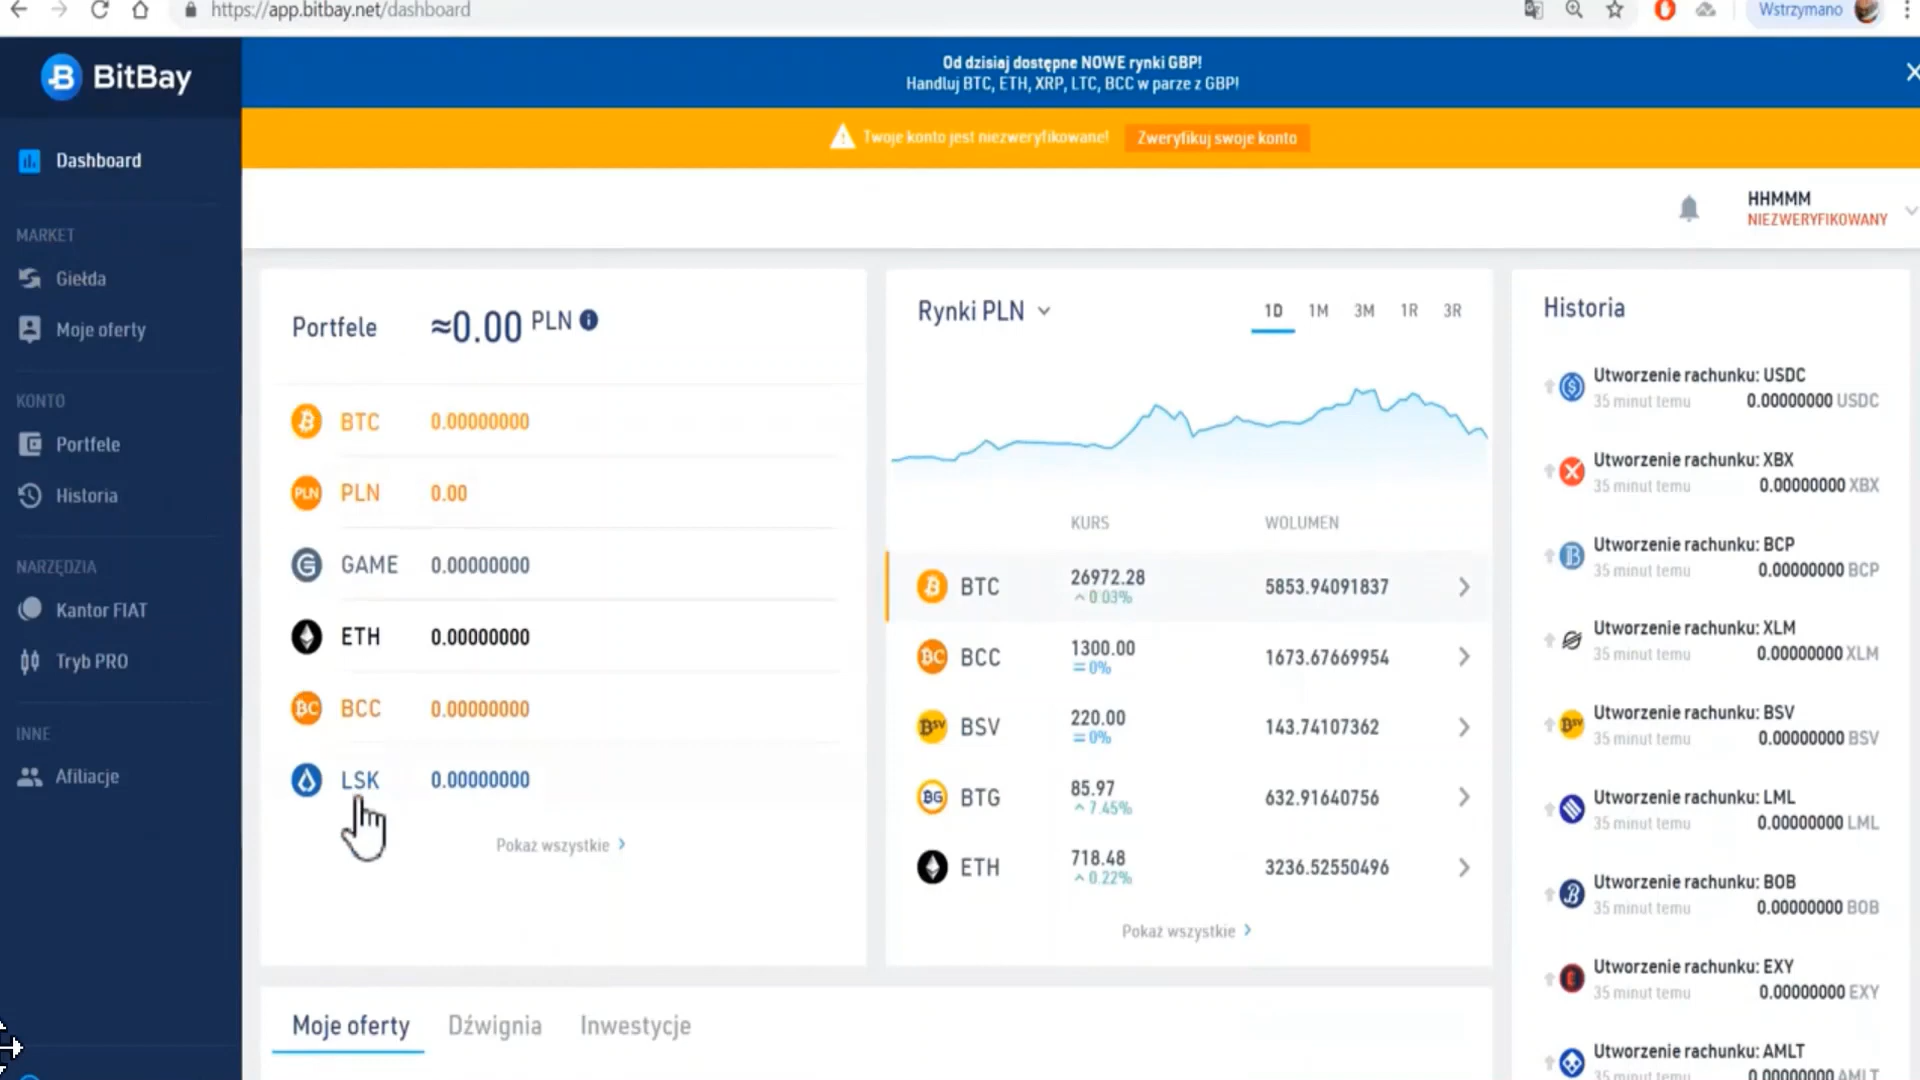 https://app.bitbay.net/dashboard
Wstrzymano
BitBay
Od dzisiaj dostępne NOWE rynki GBP!
Handluj BTC, ETH, XRP, LTC, BCC w parze z GBP!
Twoje konto jest niezweryfikowane!
Zweryfikuj swoje konto
HHMMM
NIEZWERYFIKOWANY
Dashboard
MARKET
Giełda
Moje oferty
KONTO
Portfele
Historia
NARZĘDZIA
Kantor FIAT
Tryb PRO
INNE
Afiliacje
Portfele ≈0.00 PLN
BTC 0.00000000
PLN PLN 0.00
GAME 0.00000000
ETH 0.00000000
BCC 0.00000000
LSK 0.00000000
Pokaż wszystkie
Rynki PLN 1D 1M 3M 1R 3R
KURS WOLUMEN
BTC 26972.28 5853.94091837
0.03%
BCC 1300.00 1673.67669954
= 0%
BSV 220.00 143.74107362
= 0%
BTG 85.97 632.91640756
7.45%
ETH 718.48 3236.52550496
0.22%
Pokaż wszystkie
Historia
Utworzenie rachunku: USDC
35 minut temu 0.00000000 USDC
Utworzenie rachunku: XBX
35 minut temu 0.00000000 XBX
Utworzenie rachunku: BCP
35 minut temu 0.00000000 BCP
Utworzenie rachunku: XLM
35 minut temu 0.00000000 XLM
Utworzenie rachunku: BSV
35 minut temu 0.00000000 BSV
Utworzenie rachunku: LML
35 minut temu 0.00000000 LML
Utworzenie rachunku: BOB
35 minut temu 0.00000000 BOB
Utworzenie rachunku: EXY
35 minut temu 0.00000000 EXY
Utworzenie rachunku: AMLT
35 minut temu 0.00000000 AMLT
Moje oferty Dźwignia Inwestycje